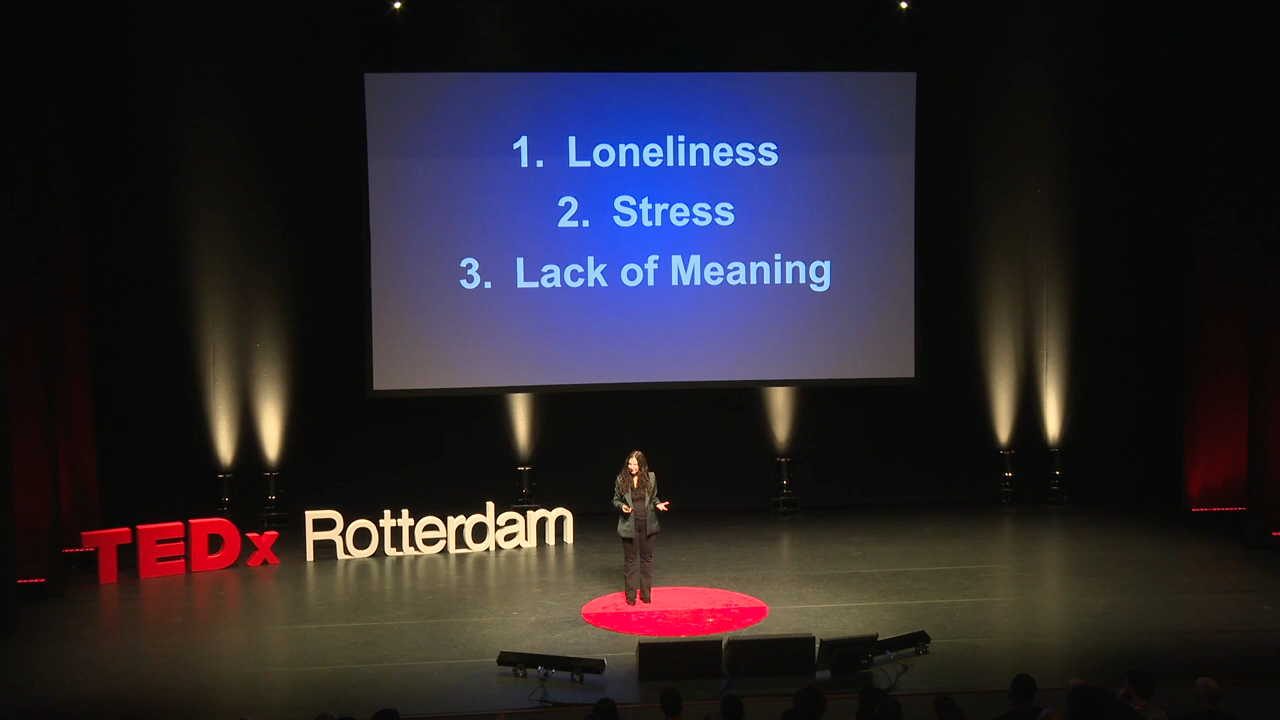 1. Loneliness
2. Stress
3. Lack of Meaning
TEDx Rotterdam